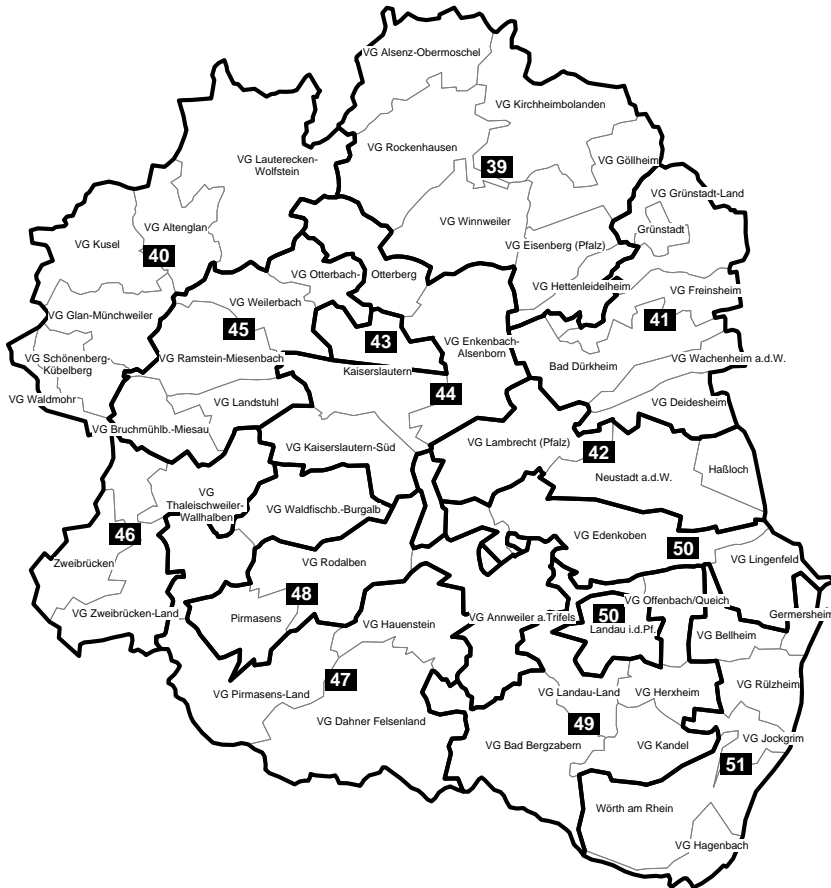 VG Alsenz-Obermoschel
VG Kirchheimbolanden
VG Rockenhausen
VG Lauterecken-
Wolfstein
39
VG Göllheim
VG Grünstadt-Land
VG Winnweiler
VG Altenglan
Grünstadt
VG Kusel
VG Eisenberg (Pfalz)
40
VG Otterbach-
Otterberg
VG Hettenleidelheim
VG Freinsheim
VG Weilerbach
VG Glan-Münchweiler
41
45
43
VG Enkenbach-
Alsenborn
VG Schönenberg-
Kübelberg
VG Ramstein-Miesenbach
VG Wachenheim a.d.W.
Bad Dürkheim
Kaiserslautern
44
VG Waldmohr
VG Landstuhl
VG Deidesheim
VG Bruchmühlb.-Miesau
VG Lambrecht (Pfalz)
VG Kaiserslautern-Süd
42
Haßloch
Neustadt a.d.W.
VG
Thaleischweiler-
Wallhalben
VG Waldfischb.-Burgalb
46
VG Edenkoben
50
VG Lingenfeld
Zweibrücken
VG Rodalben
48
VG Offenbach/Queich
VG Zweibrücken-Land
Pirmasens
VG Hauenstein
VG Annweiler a.Trifels
50
Landau i.d.Pf.
Germersheim
VG Bellheim
47
VG Pirmasens-Land
VG Landau-Land
VG Herxheim
VG Rülzheim
VG Dahner Felsenland
49
VG Bad Bergzabern
VG Kandel
VG Jockgrim
51
Wörth am Rhein
VG Hagenbach